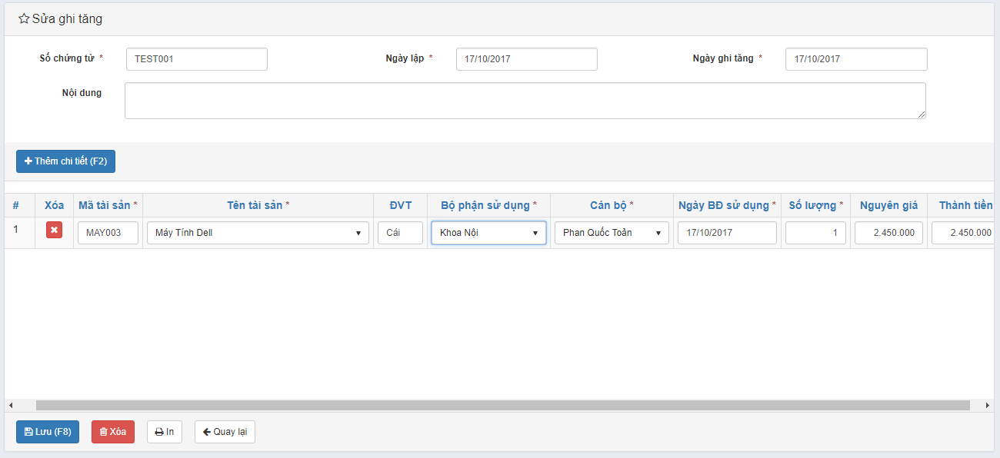 Sửa ghi tăng
Số chứng từ * TEST001 Ngày lập * 17/10/2017 Ngày ghi tăng * 17/10/2017
Nội dung
Thêm chi tiết (F2)
# Xóa Mã tài sản * Tên tài sản * ĐVT Bộ phận sử dụng * Cán bộ * Ngày BĐ sử dụng * Số lượng * Nguyên giá Thành tiền
1 MAY003 Máy Tính Dell Cái Khoa Nội Phan Quốc Toản 17/10/2017 1 2.450.000 2.450.000
Lưu (F8) Xóa In Quay lại